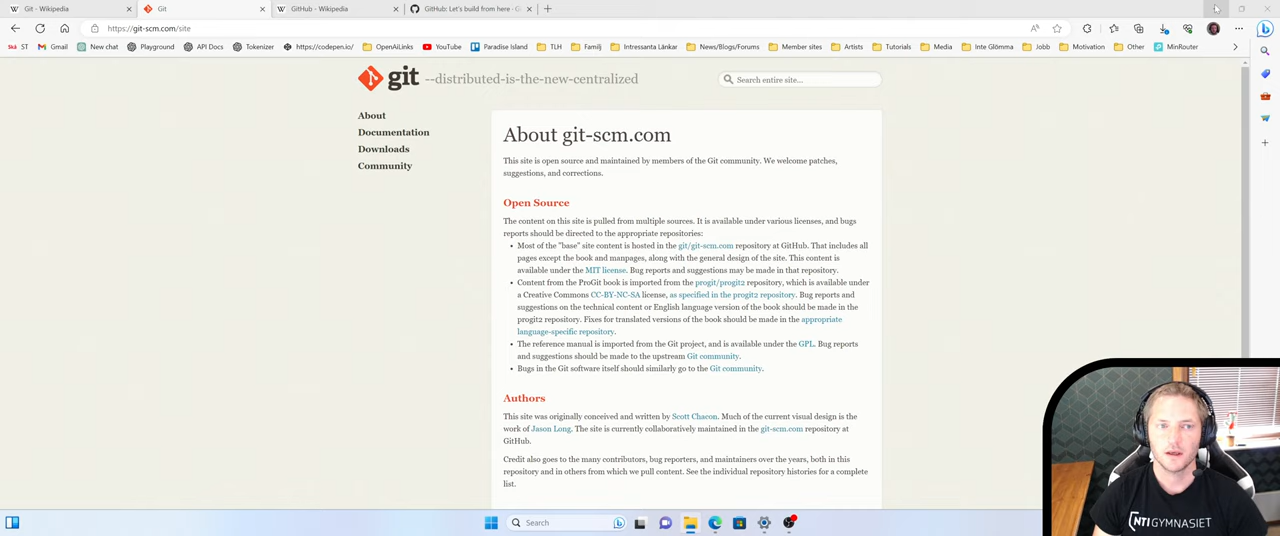 Git - Wikipedia
Git
GitHub - Wikipedia
GitHub: Let's build from here · Gi
https://git-scm.com/site
ST
Gmail
New chat
Playground
API Docs
Tokenizer
https://codepen.io/
OpenAiLinks
YouTube
Paradise Island
TLH
Familj
Intressanta Länkar
News/Blogs/Forums
Member sites
Artists
Tutorials
Media
Inte Glömma
Jobb
Motivation
Other
MinRouter
git --distributed-is-the-new-centralized
Search entire site...
About
Documentation
Downloads
Community
About git-scm.com
This site is open source and maintained by members of the Git community. We welcome patches,
suggestions, and corrections.
Open Source
The content on this site is pulled from multiple sources. It is available under various licenses, and bugs
reports should be directed to the appropriate repositories:
• Most of the "base" site content is hosted in the git/git-scm.com repository at GitHub. That includes all
pages except the book and manpages, along with the general design of the site. This content is
available under the MIT license. Bug reports and suggestions may be made in that repository.
• Content from the ProGit book is imported from the progit/progit2 repository, which is available under
a Creative Commons CC-BY-NC-SA license, as specified in the progit2 repository. Bug reports and
suggestions on the technical content or English language version of the book should be made in the
progit2 repository. Fixes for translated versions of the book should be made in the appropriate
language-specific repository.
• The reference manual is imported from the Git project, and is available under the GPL. Bug reports
and suggestions should be made to the upstream Git community.
• Bugs in the Git software itself should similarly go to the Git community.
Authors
This site was originally conceived and written by Scott Chacon. Much of the current visual design is the
work of Jason Long. The site is currently collaboratively maintained in the git-scm.com repository at
GitHub.
Credit also goes to the many contributors, bug reporters, and maintainers over the years, both in this
repository and in others from which we pull content. See the individual repository histories for a complete
list.
NTI GYMNASIET
Search